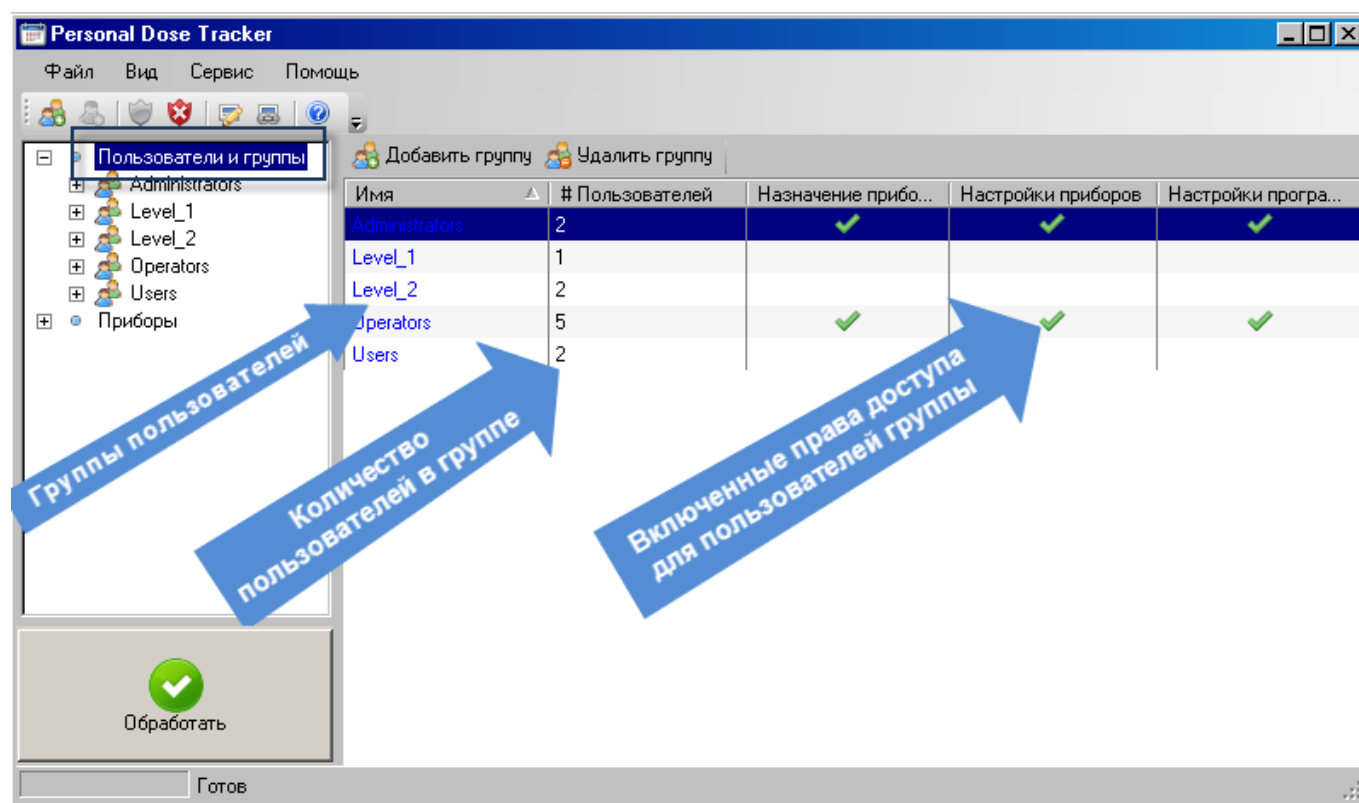 Personal Dose Tracker
Файл Вид Сервис Помощь
Пользователи и группы
Administrators
Level_1
Level_2
Operators
Users
Приборы
Добавить группу Удалить группу
Имя # Пользователей Назначение прибо... Настройки приборов Настройки програ...
Administrators 2
Level_1 1
Level_2 2
Operators 5
Users 2
Группы пользователей
Количество
пользователей в группе
Включенные права доступа
для пользователей группы
Обработать
Готов